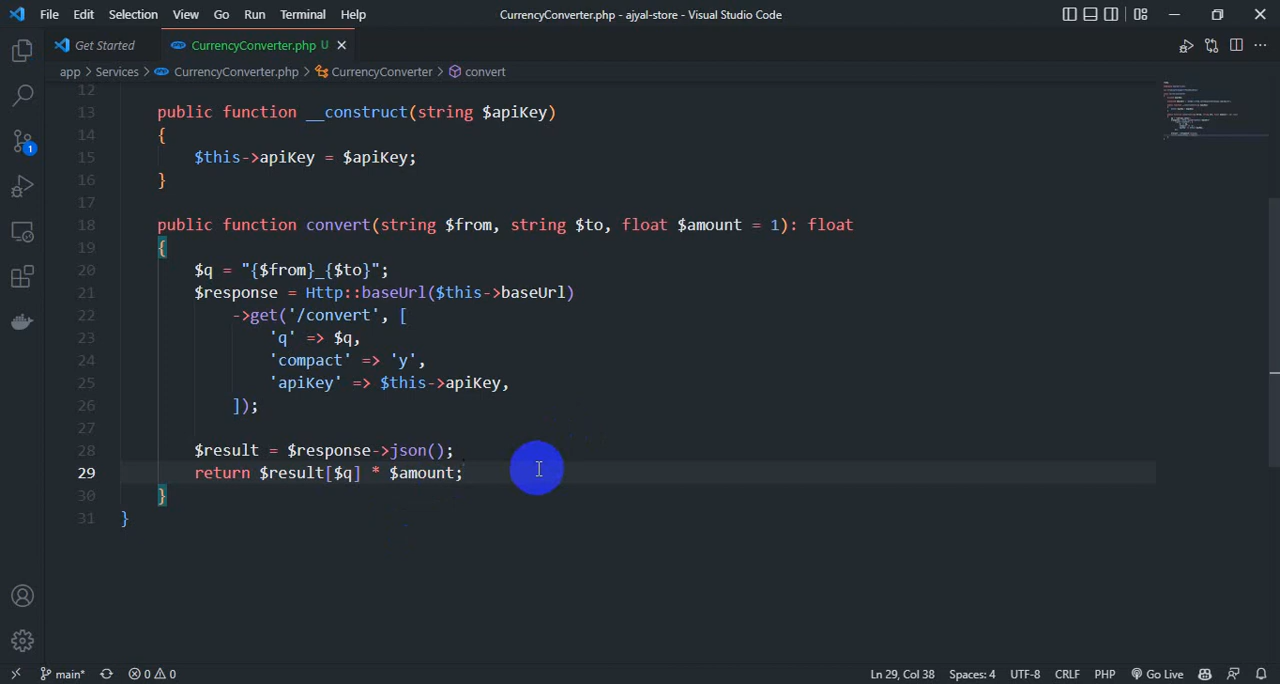 File Edit Selection View Go Run Terminal Help CurrencyConverter.php - ajyal-store - Visual Studio Code
Get Started CurrencyConverter.php U
app > Services > CurrencyConverter.php > CurrencyConverter > convert
12
13 public function __construct(string $apiKey)
14 {
15 $this->apiKey = $apiKey;
16 }
17
18 public function convert(string $from, string $to, float $amount = 1): float
19 {
20 $q = "{$from}_{$to}";
21 $response = Http::baseUrl($this->baseUrl)
22 ->get('/convert', [
23 'q' => $q,
24 'compact' => 'y',
25 'apiKey' => $this->apiKey,
26 ]);
27
28 $result = $response->json();
29 return $result[$q] * $amount;
30 }
31 }
1
main* 0 0 Ln 29, Col 38 Spaces: 4 UTF-8 CRLF PHP Go Live